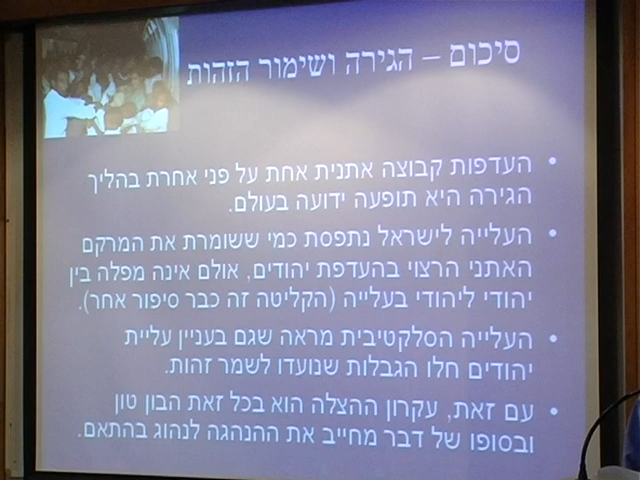 סיכום – הגירה ושימור הזהות
• העדפות קבוצה אתנית אחת על פני אחרת בהליך
הגירה היא תופעה ידועה בעולם.
• העלייה לישראל נתפסת כמי ששומרת את המרקם
האתני הרצוי בהעדפת יהודים, אולם אינה מפלה בין
יהודי ליהודי בעלייה (הקליטה זה כבר סיפור אחר).
• העלייה הסלקטיבית מראה שגם בעניין עליית
יהודים חלו הגבלות שנועדו לשמר זהות.
• עם זאת, עקרון ההצלה הוא בכל זאת הבון טון
ובסופו של דבר מחייב את ההנהגה לנהוג בהתאם.